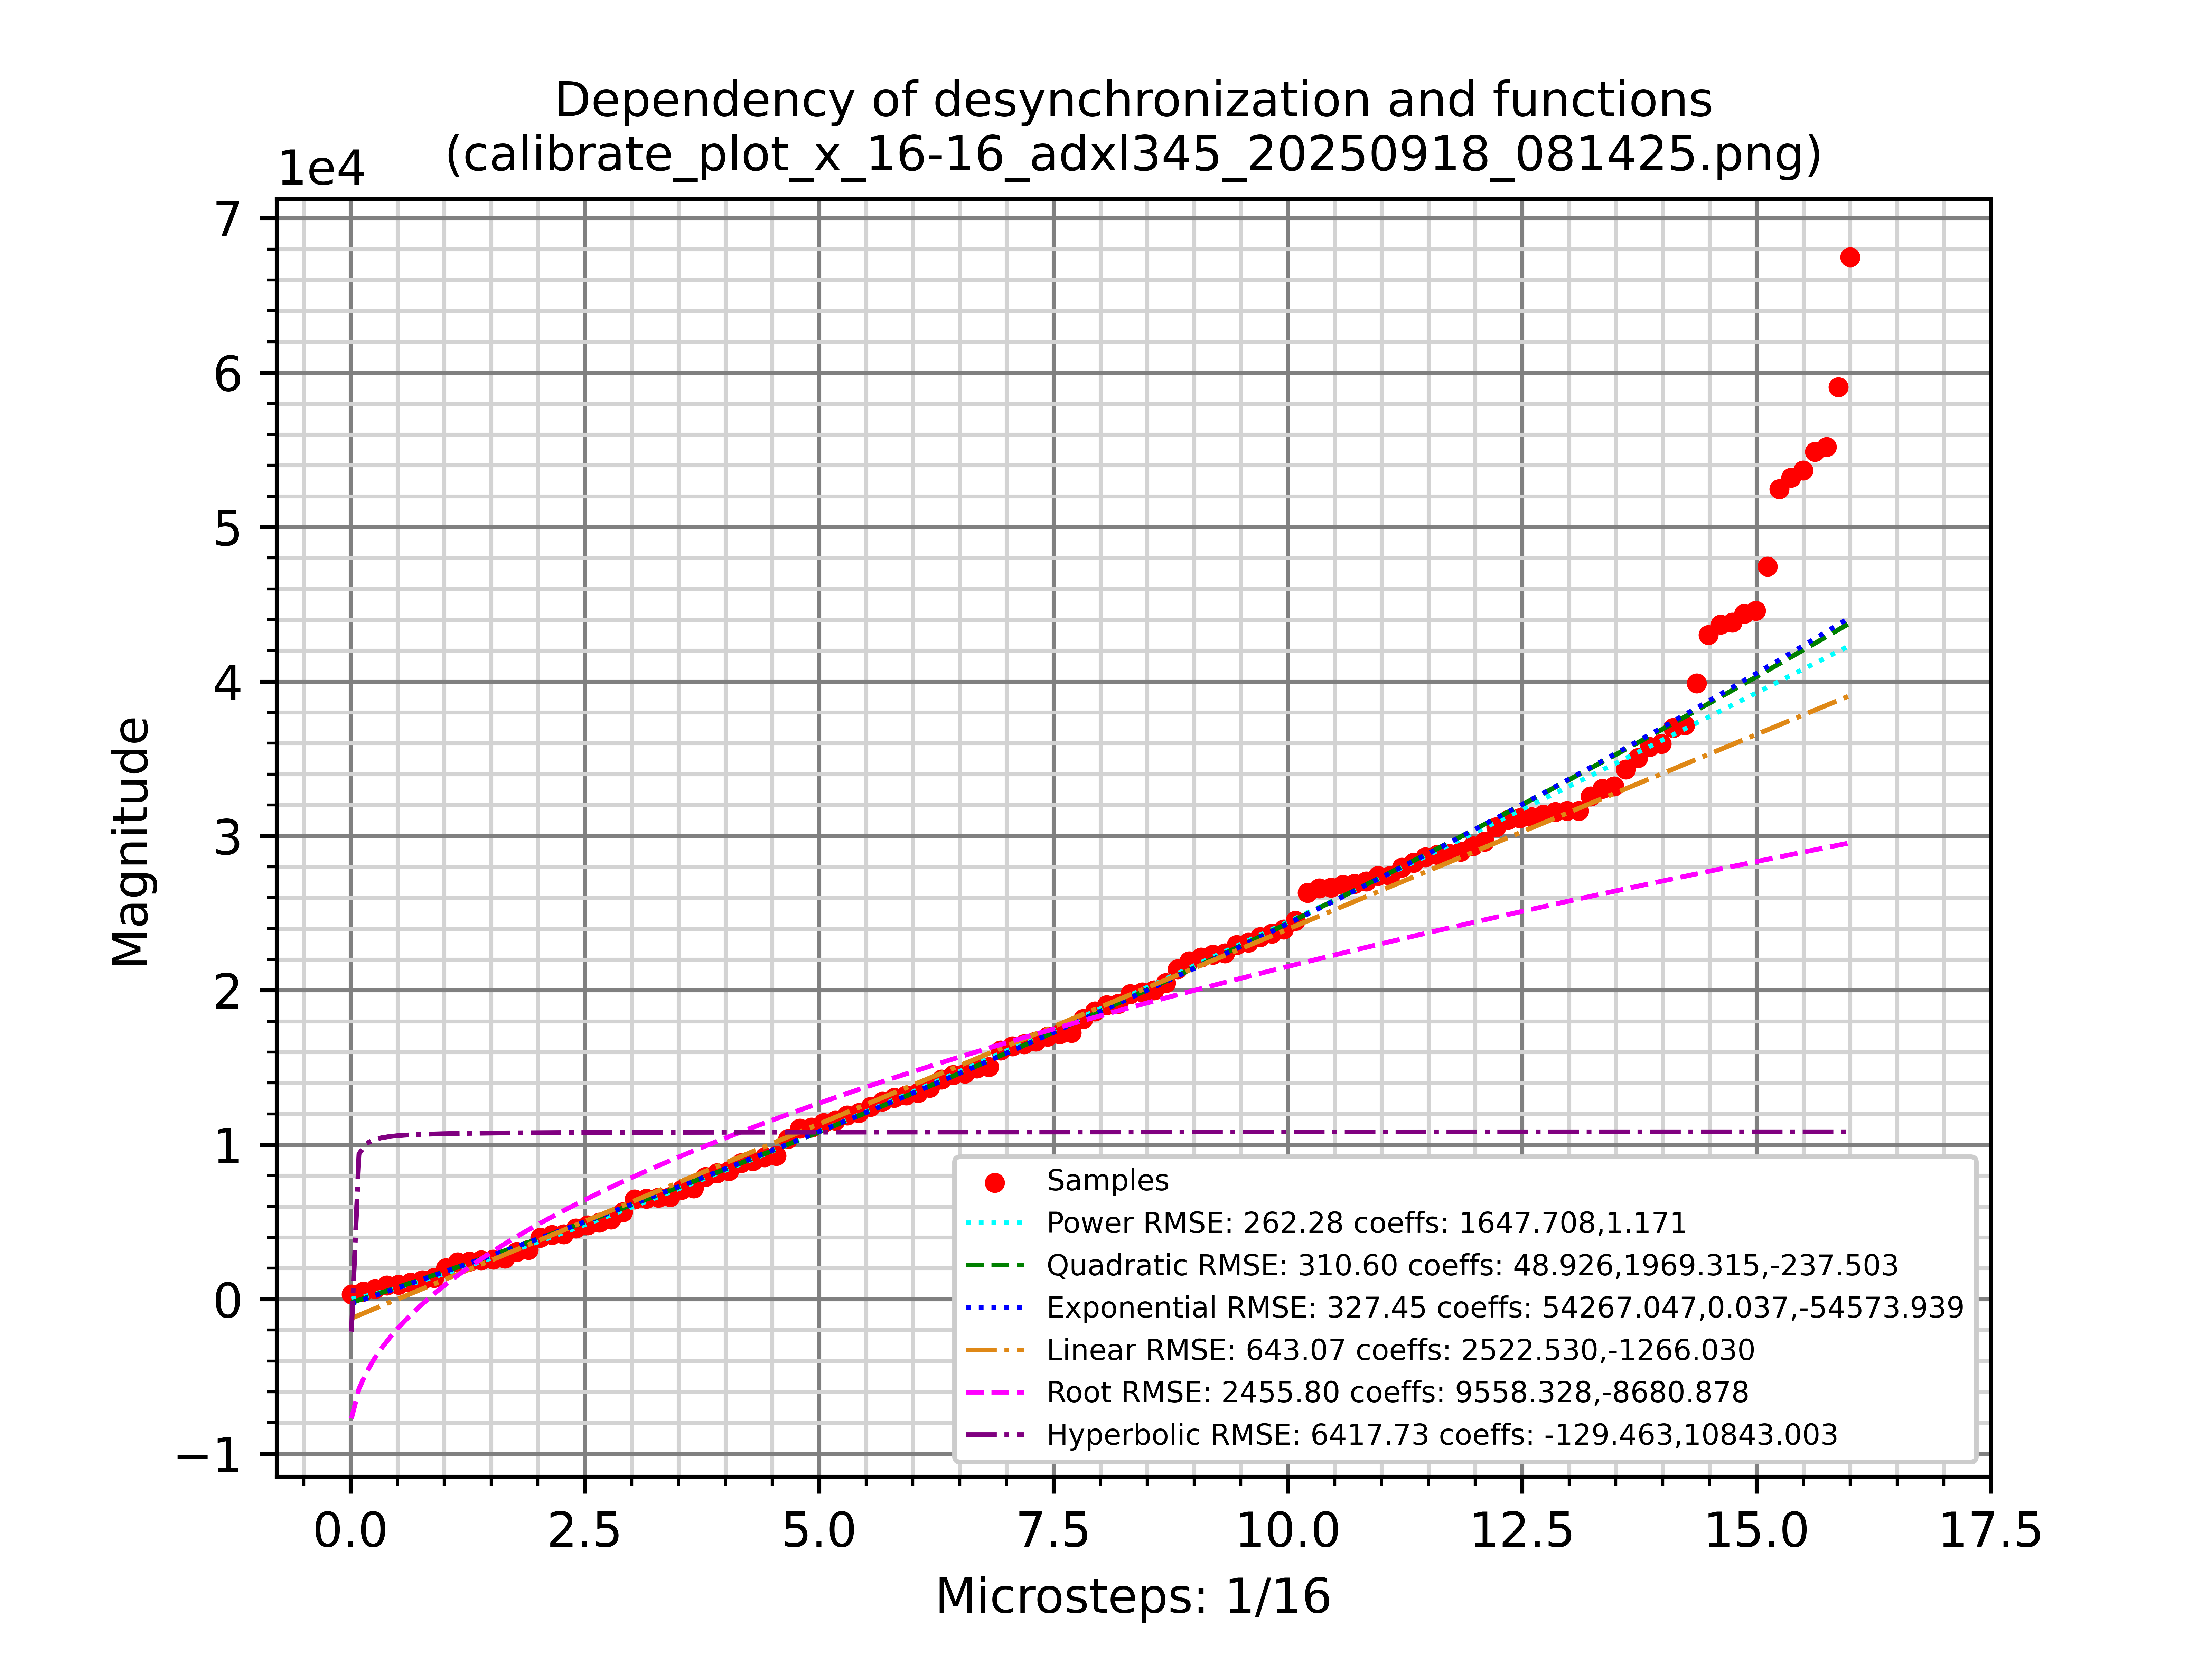 Dependency of desynchronization and functions
(calibrate_plot_x_16-16_adxl345_20250918_081425.png)
1e4
7
6
5
4
3
2
1
0
−1
Magnitude
0.0 2.5 5.0 7.5 10.0 12.5 15.0 17.5
Microsteps: 1/16
Samples
Power RMSE: 262.28 coeffs: 1647.708,1.171
Quadratic RMSE: 310.60 coeffs: 48.926,1969.315,-237.503
Exponential RMSE: 327.45 coeffs: 54267.047,0.037,-54573.939
Linear RMSE: 643.07 coeffs: 2522.530,-1266.030
Root RMSE: 2455.80 coeffs: 9558.328,-8680.878
Hyperbolic RMSE: 6417.73 coeffs: -129.463,10843.003